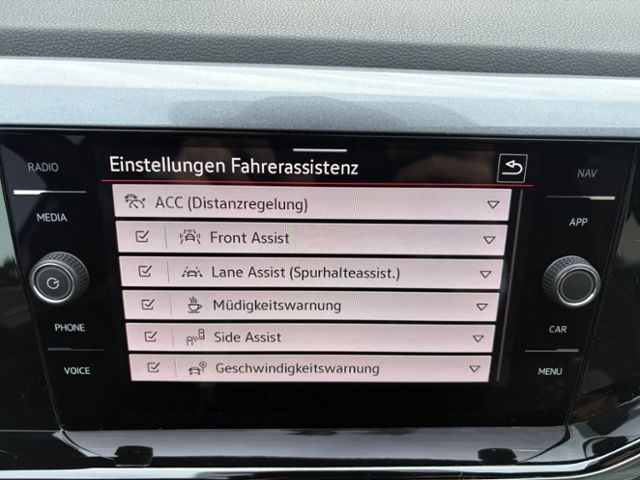 RADIO
MEDIA
PHONE
VOICE
Einstellungen Fahrerassistenz
ACC (Distanzregelung)
Front Assist
Lane Assist (Spurhalteassist.)
Müdigkeitswarnung
Side Assist
Geschwindigkeitswarnung
NAV
APP
CAR
MENU